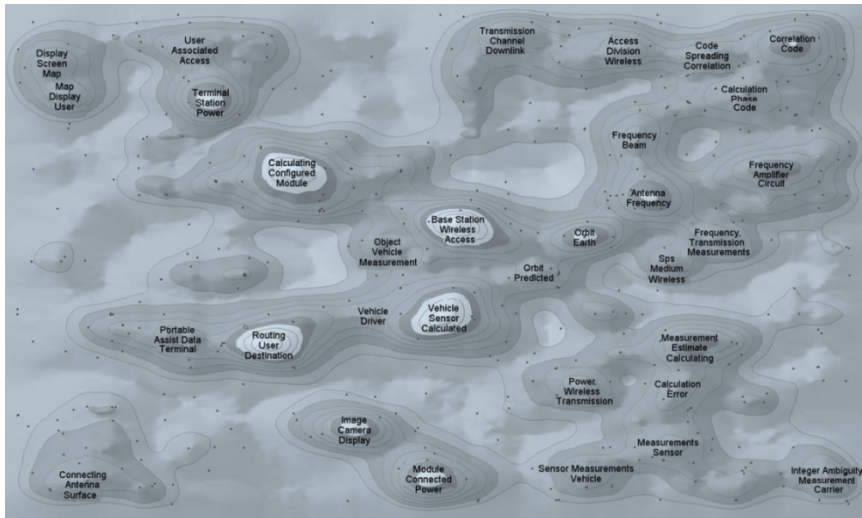 Display
Screen
Map
Map
Display
User
User
Associated
Access
Terminal
Station
Power
Transmission
Channel
Downlink
Access
Division
Wireless
Code
Spreading
Correlation
Correlation
Code
Calculation
Phase
Code
Frequency
Beam
Frequency
Amplifier
Circuit
Calculating
Configured
Module
Antenna
Frequency
Base Station
Wireless
Access
Orbit
Earth
Frequency,
Transmission
Measurements
Object
Vehicle
Measurement
Orbit
Predicted
Sps
Medium
Wireless
Vehicle
Driver
Vehicle
Sensor
Calculated
Portable
Assist Data
Terminal
Routing
User
Destination
Measurement
Estimate
Calculating
Power,
Wireless
Transmission
Calculation
Error
Image
Camera
Display
Measurements
Sensor
Connecting
Antenna
Surface
Module
Connected
Power
Sensor Measurements
Vehicle
Integer Ambiguity
Measurement
Carrier